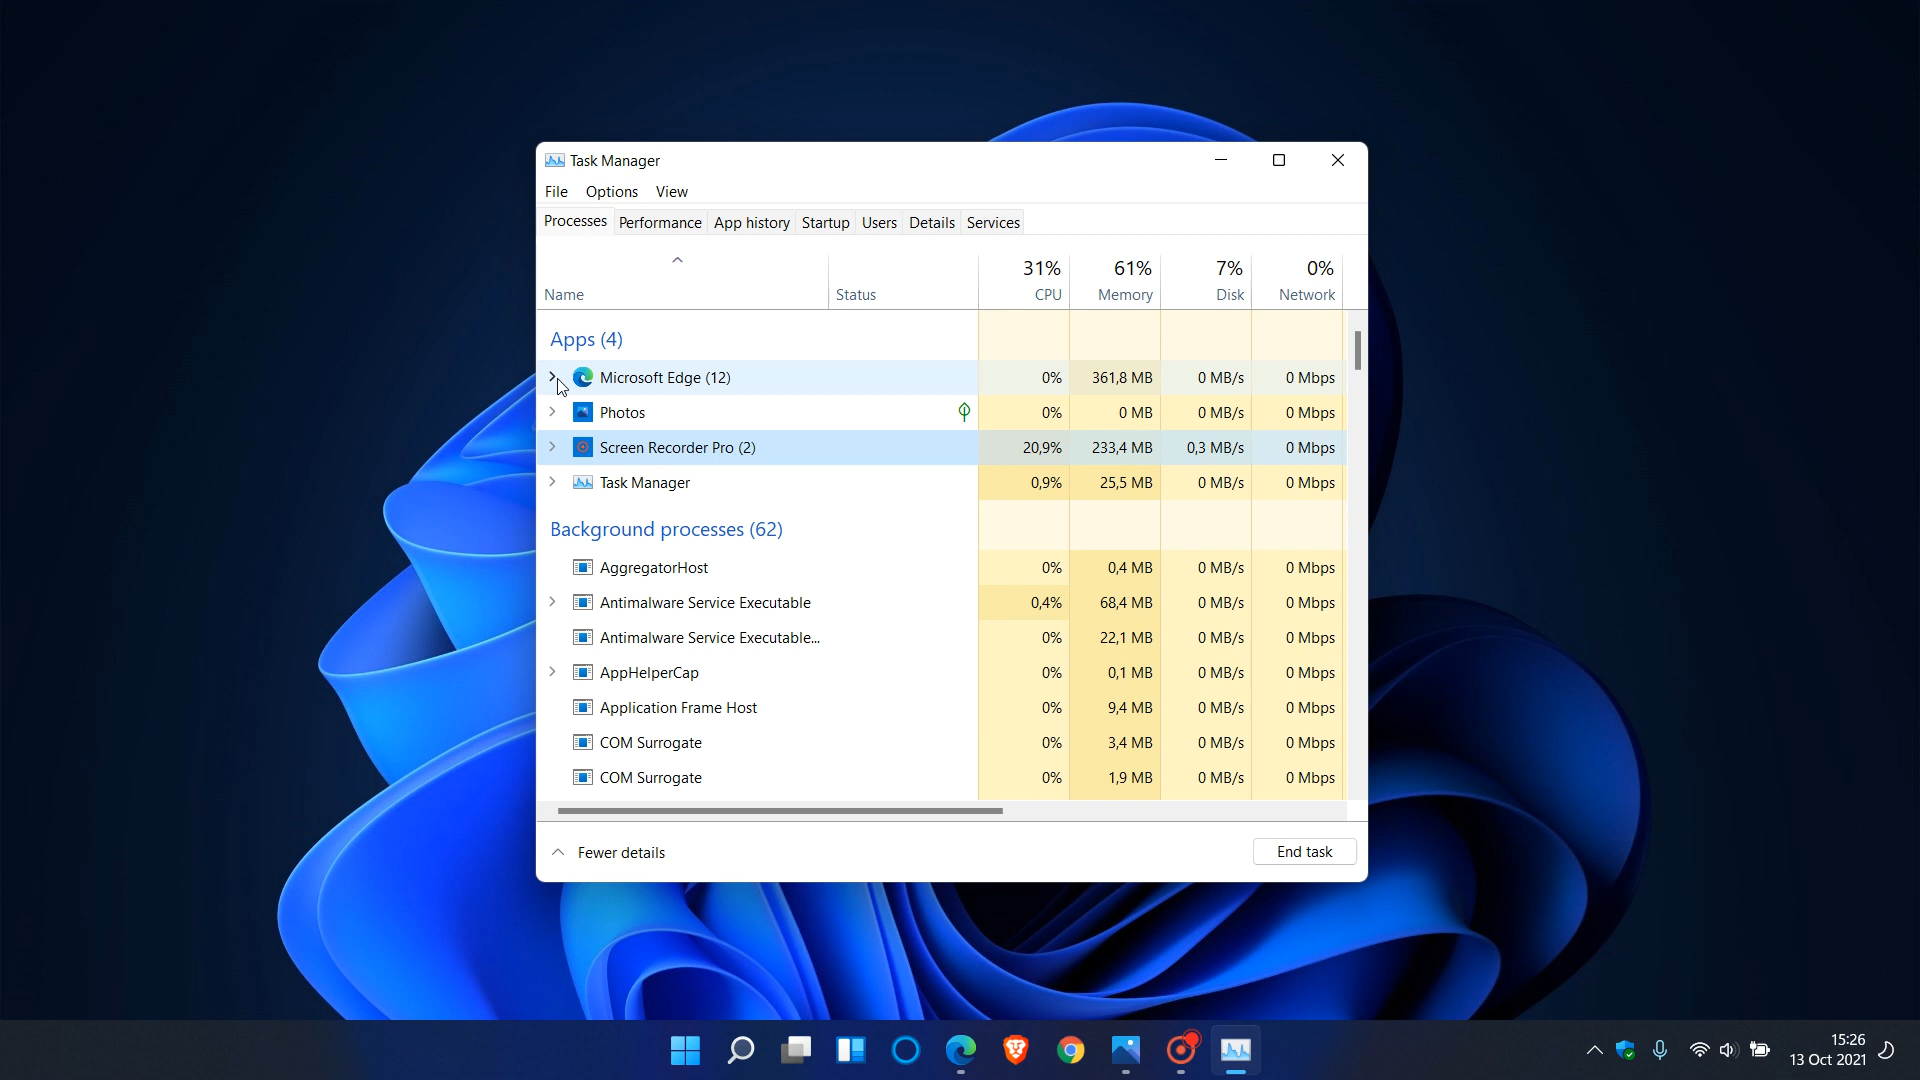 Task Manager
File Options View
Processes Performance App history Startup Users Details Services
31% 61% 7% 0%
Name Status CPU Memory Disk Network
Apps (4)
Microsoft Edge (12) 0% 361,8 MB 0 MB/s 0 Mbps
Photos 0% 0 MB 0 MB/s 0 Mbps
Screen Recorder Pro (2) 20,9% 233,4 MB 0,3 MB/s 0 Mbps
Task Manager 0,9% 25,5 MB 0 MB/s 0 Mbps
Background processes (62)
AggregatorHost 0% 0,4 MB 0 MB/s 0 Mbps
Antimalware Service Executable 0,4% 68,4 MB 0 MB/s 0 Mbps
Antimalware Service Executable... 0% 22,1 MB 0 MB/s 0 Mbps
AppHelperCap 0% 0,1 MB 0 MB/s 0 Mbps
Application Frame Host 0% 9,4 MB 0 MB/s 0 Mbps
COM Surrogate 0% 3,4 MB 0 MB/s 0 Mbps
COM Surrogate 0% 1,9 MB 0 MB/s 0 Mbps
Fewer details End task
15:26
13 Oct 2021